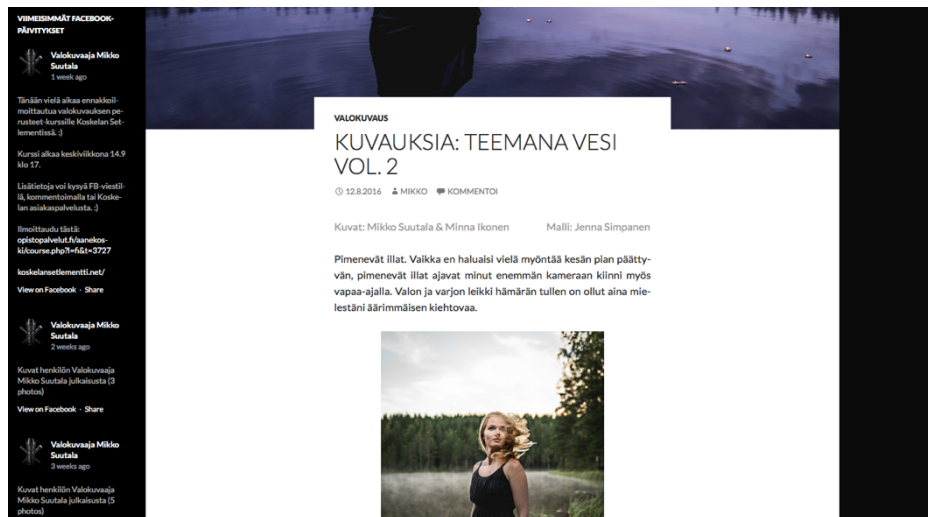 VIIMEISIMMÄT FACEBOOK-
PÄIVITYKSET
Valokuvaaja Mikko
Suutala
1 week ago
Tänään vielä aikaa ennakkoil-
moittautua valokuvauksen pe-
rusteet-kurssille Koskelan Set-
lementissä. :)
Kurssi alkaa keskiviikkona 14.9
klo 17.
Lisätietoja voi kysyä FB-viestil-
lä, kommentoimalla tai Koske-
lan asiakaspalvelusta. :)
Ilmoittaudu tästä:
opistopalvelut.fi/aanekos-
ki/course.php?l=fi&t=3727
koskelansetlementti.net/
View on Facebook · Share
Valokuvaaja Mikko
Suutala
2 weeks ago
Kuvat henkilön Valokuvaaja
Mikko Suutala julkaisusta (3
photos)
View on Facebook · Share
Valokuvaaja Mikko
Suutala
3 weeks ago
Kuvat henkilön Valokuvaaja
Mikko Suutala julkaisusta (5
photos)
VALOKUVAUS
KUVAUKSIA: TEEMANA VESI
VOL. 2
12.8.2016 MIKKO KOMMENTOI
Kuvat: Mikko Suutala & Minna Ikonen Malli: Jenna Simpanen
Pimenevät illat. Vaikka en haluaisi vielä myöntää kesän pian päätty-
vän, pimenevät illat ajavat minut enemmän kameraan kiinni myös
vapaa-ajalla. Valon ja varjon leikki hämärän tullen on ollut aina mie-
lestäni äärimmäisen kiehtovaa.